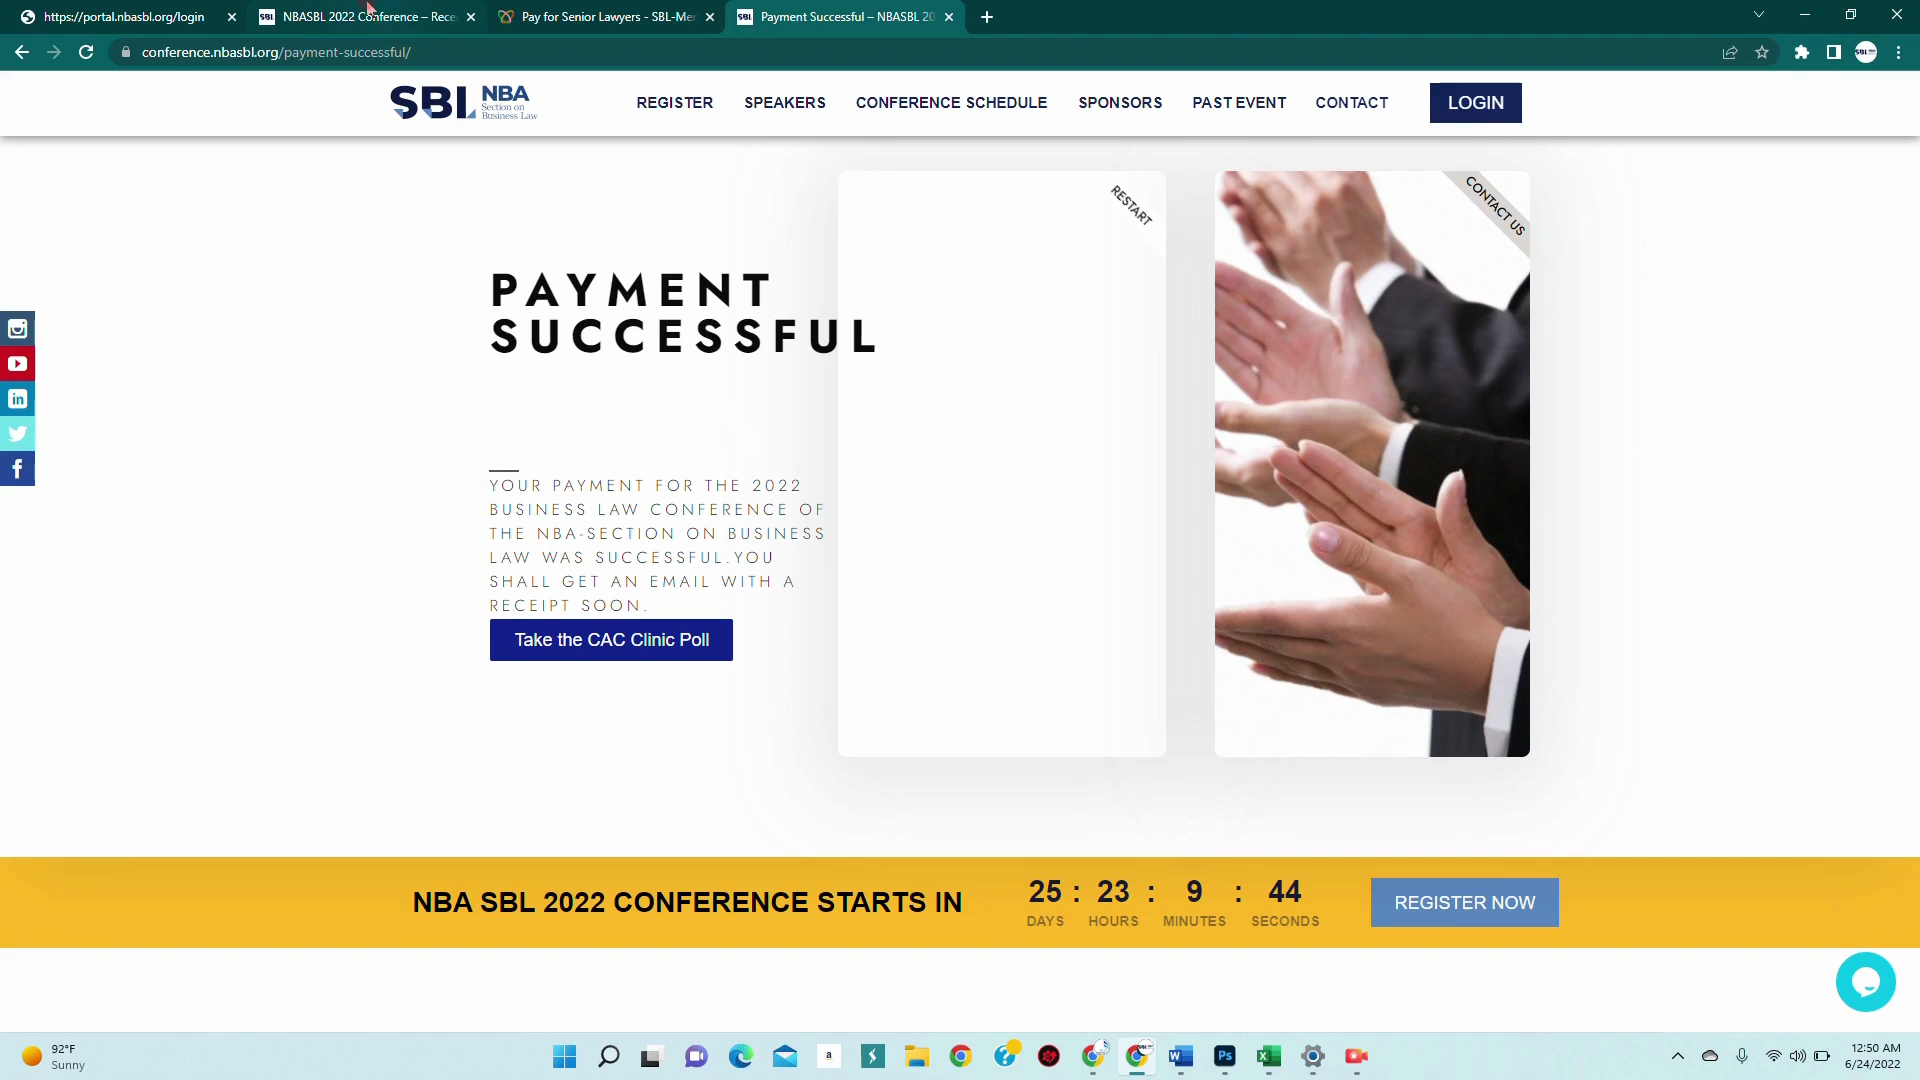 https://portal.nbasbl.org/login
NBASBL 2022 Conference – Rece
Pay for Senior Lawyers - SBL-Mer
Payment Successful – NBASBL 20
conference.nbasbl.org/payment-successful/
SBL NBA
Section on
Business Law
REGISTER SPEAKERS CONFERENCE SCHEDULE SPONSORS PAST EVENT CONTACT LOGIN
RESTART
CONTACT US
PAYMENT
SUCCESSFUL
YOUR PAYMENT FOR THE 2022
BUSINESS LAW CONFERENCE OF
THE NBA-SECTION ON BUSINESS
LAW WAS SUCCESSFUL.YOU
SHALL GET AN EMAIL WITH A
RECEIPT SOON.
Take the CAC Clinic Poll
NBA SBL 2022 CONFERENCE STARTS IN
25 : 23 : 9 : 44
DAYS HOURS MINUTES SECONDS
REGISTER NOW
92°F
Sunny
12:50 AM
6/24/2022